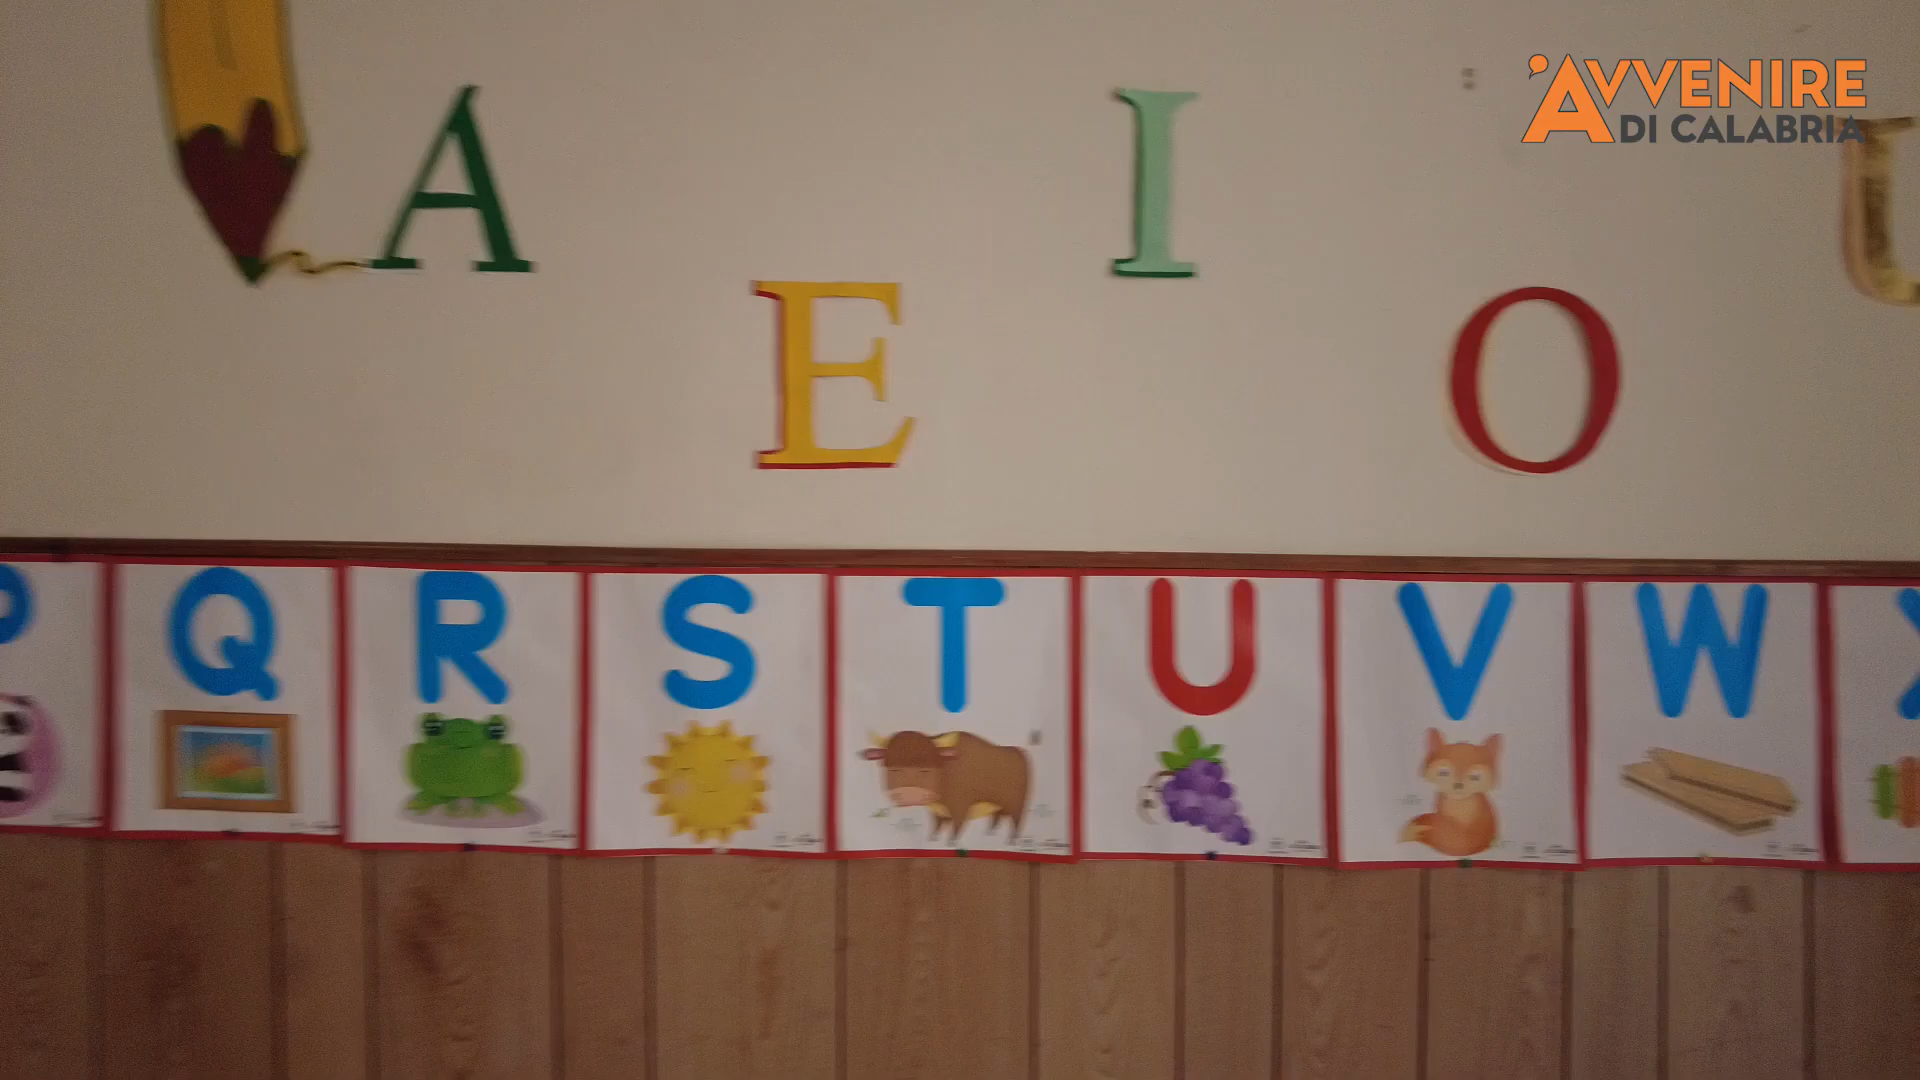 'AVVENIRE
DI CALABRIA
A I U
E O
P Q R S T U V W X